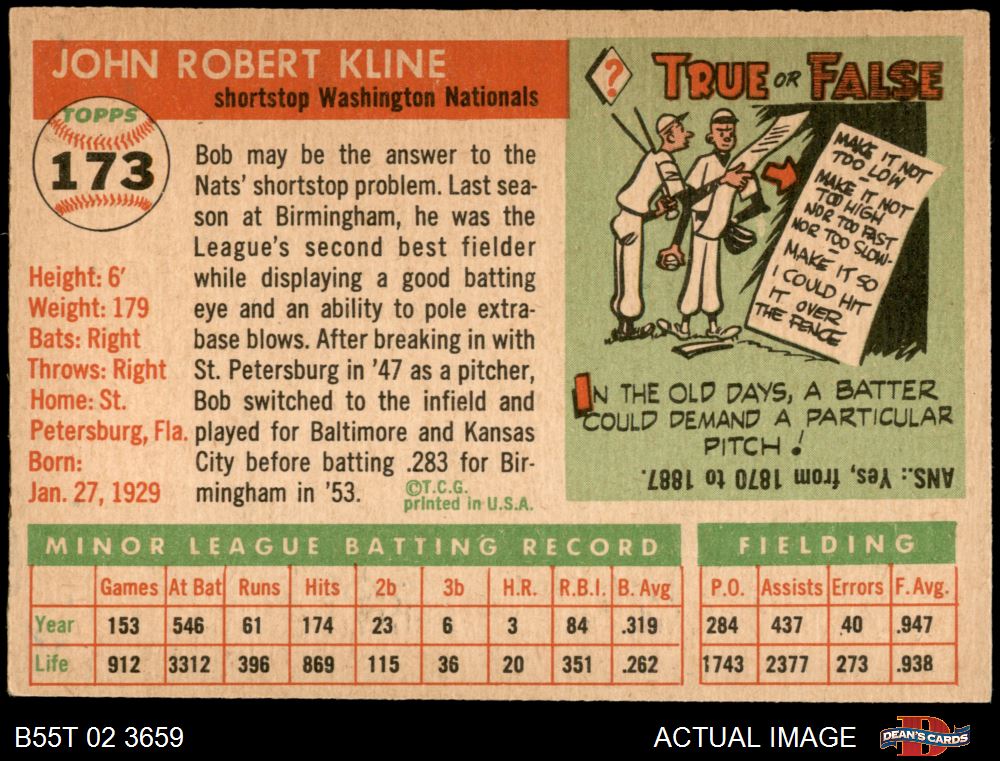 JOHN ROBERT KLINE
shortstop Washington Nationals
TOPPS
173
Height: 6'
Weight: 179
Bats: Right
Throws: Right
Home: St.
Petersburg, Fla.
Born:
Jan. 27, 1929
Bob may be the answer to the
Nats' shortstop problem. Last sea-
son at Birmingham, he was the
League's second best fielder
while displaying a good batting
eye and an ability to pole extra-
base blows. After breaking in with
St. Petersburg in '47 as a pitcher,
Bob switched to the infield and
played for Baltimore and Kansas
City before batting .283 for Bir-
mingham in '53.
©T.C.G.
printed in U.S.A.
?
TRUE OR FALSE
MAKE IT NOT
TOO LOW
MAKE IT NOT
TOO HIGH
NOR TOO FAST
NOR TOO SLOW-
MAKE IT SO
I COULD HIT
IT OVER
THE FENCE
IN THE OLD DAYS, A BATTER
COULD DEMAND A PARTICULAR
PITCH!
ANS.: Yes, from 1870 to 1887.
MINOR LEAGUE BATTING RECORD
Games At Bat Runs Hits 2b 3b H.R. R.B.I. B. Avg
Year 153 546 61 174 23 6 3 84 .319
Life 912 3312 396 869 115 36 20 351 .262
FIELDING
P.O. Assists Errors F. Avg.
284 437 40 .947
1743 2377 273 .938
B55T 02 3659
ACTUAL IMAGE
D
DEAN'S CARDS